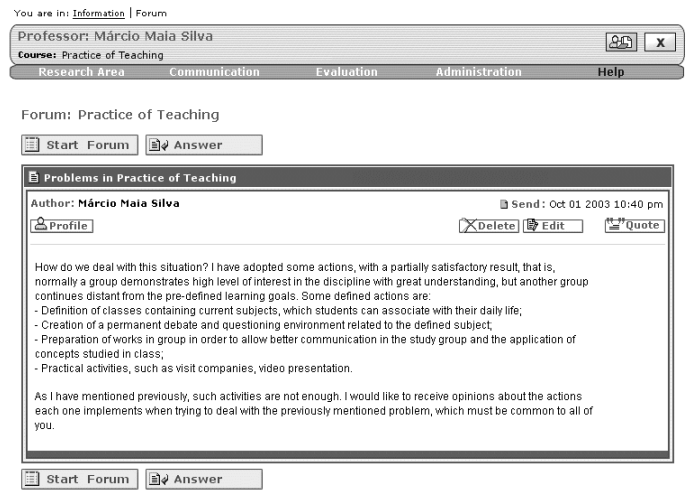 You are in: Information | Forum
Professor: Márcio Maia Silva
X
Course: Practice of Teaching
Research Area Communication Evaluation Administration Help
Forum: Practice of Teaching
Start Forum Answer
Problems in Practice of Teaching
Author: Márcio Maia Silva Send: Oct 01 2003 10:40 pm
Profile Delete Edit "Quote
How do we deal with this situation? I have adopted some actions, with a partially satisfactory result, that is,
normally a group demonstrates high level of interest in the discipline with great understanding, but another group
continues distant from the pre-defined learning goals. Some defined actions are:
- Definition of classes containing current subjects, which students can associate with their daily life;
- Creation of a permanent debate and questioning environment related to the defined subject;
- Preparation of works in group in order to allow better communication in the study group and the application of
concepts studied in class;
- Practical activities, such as visit companies, video presentation.
As I have mentioned previously, such activities are not enough. I would like to receive opinions about the actions
each one implements when trying to deal with the previously mentioned problem, which must be common to all of
you.
Start Forum Answer